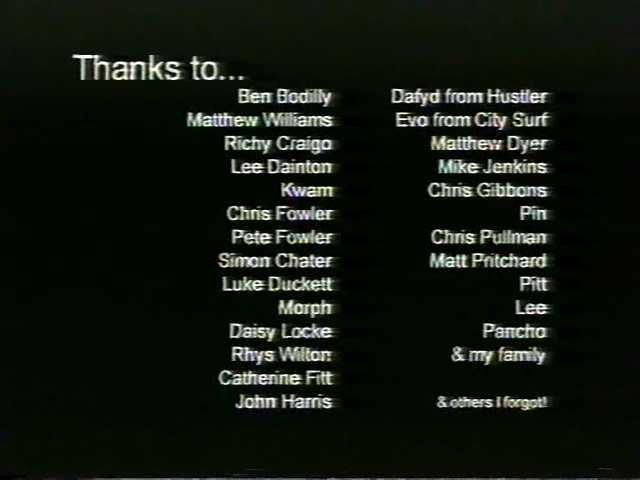 Thanks to...
Ben Bodilly
Matthew Williams
Richy Craigo
Lee Dainton
Kwam
Chris Fowler
Pete Fowler
Simon Chater
Luke Duckett
Morph
Daisy Locke
Rhys Wilton
Catherine Fitt
John Harris
Dafyd from Hustler
Evo from City Surf
Matthew Dyer
Mike Jenkins
Chris Gibbons
Pin
Chris Pullman
Matt Pritchard
Pitt
Lee
Pancho
& my family
& others I forgot!